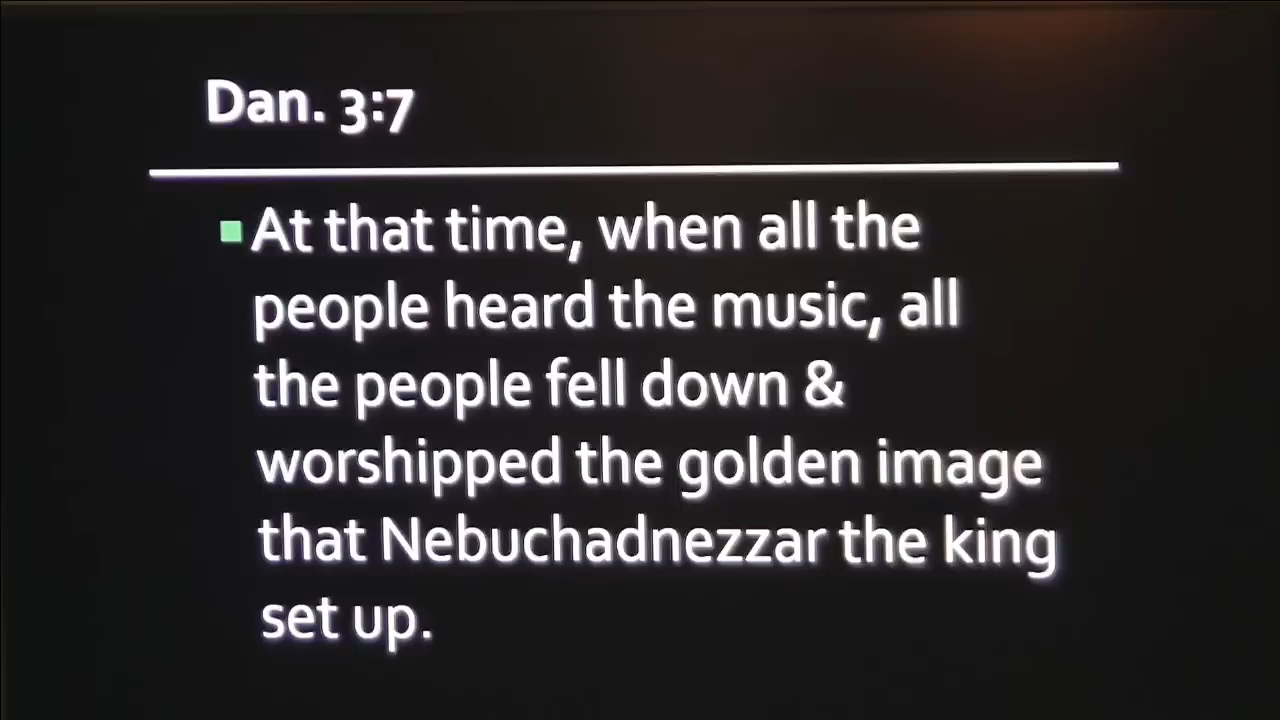 Dan. 3:7
At that time, when all the
people heard the music, all
the people fell down &
worshipped the golden image
that Nebuchadnezzar the king
set up.